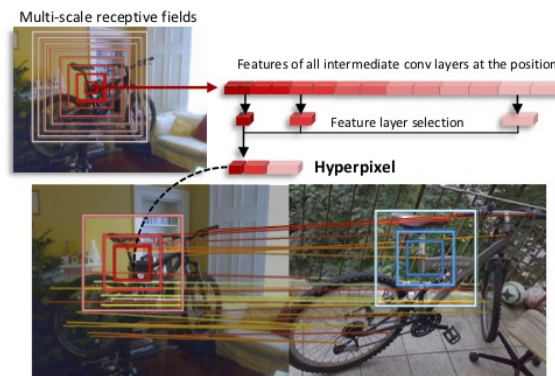 Multi-scale receptive fields
Features of all intermediate conv layers at the position
Feature layer selection
Hyperpixel